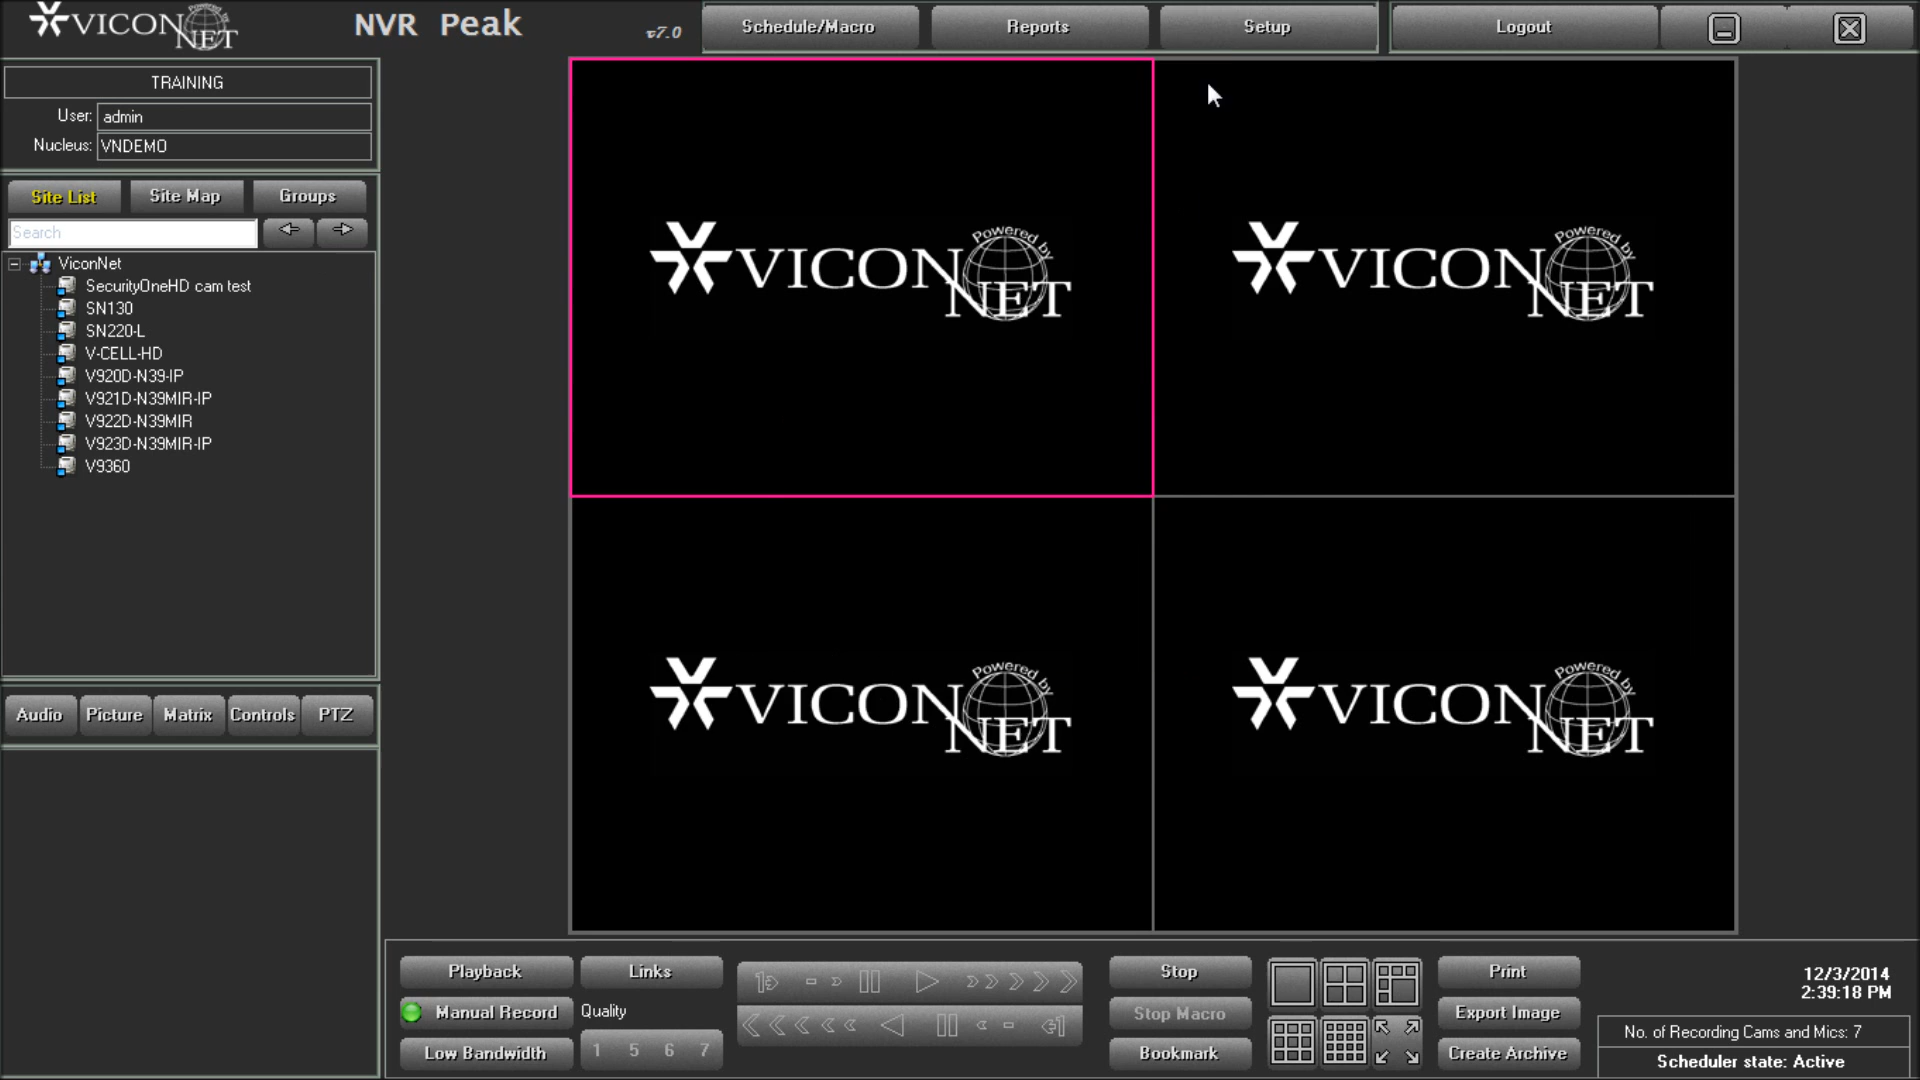 VICON NET
Powered by
NVR Peak
v7.0
Schedule/Macro
Reports
Setup
Logout
TRAINING
User: admin
Nucleus: VNDEMO
Site List
Site Map
Groups
Search
ViconNet
SecurityOneHD cam test
SN130
SN220-L
V-CELL-HD
V920D-N39-IP
V921D-N39MIR-IP
V922D-N39MIR
V923D-N39MIR-IP
V9360
Audio
Picture
Matrix
Controls
PTZ
Powered by
VICON NET
Powered by
VICON NET
Powered by
VICON NET
Powered by
VICON NET
Playback
Links
Manual Record
Quality
Low Bandwidth
1 5 6 7
Stop
Stop Macro
Bookmark
Print
Export Image
Create Archive
12/3/2014
2:39:18 PM
No. of Recording Cams and Mics: 7
Scheduler state: Active